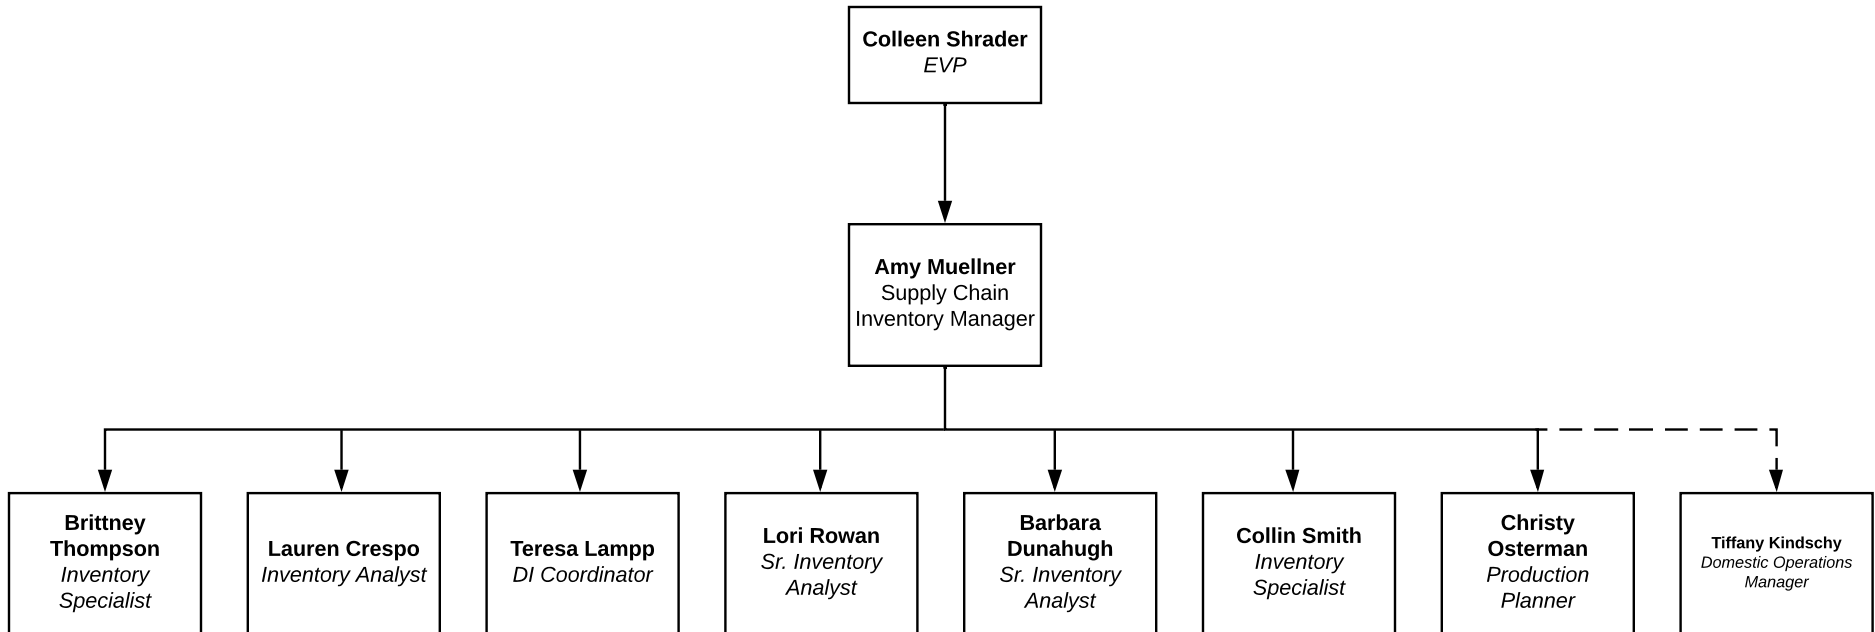 Colleen Shrader
EVP
Amy Muellner
Supply Chain
Inventory Manager
Brittney
Thompson
Inventory
Specialist
Lauren Crespo
Inventory Analyst
Teresa Lampp
DI Coordinator
Lori Rowan
Sr. Inventory
Analyst
Barbara
Dunahugh
Sr. Inventory
Analyst
Collin Smith
Inventory
Specialist
Christy
Osterman
Production
Planner
Tiffany Kindschy
Domestic Operations
Manager